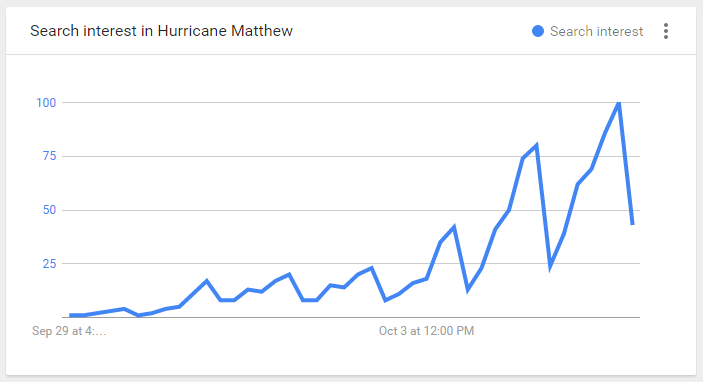 Search interest in Hurricane Matthew
Search interest
100
75
50
25
Sep 29 at 4:...
Oct 3 at 12:00 PM